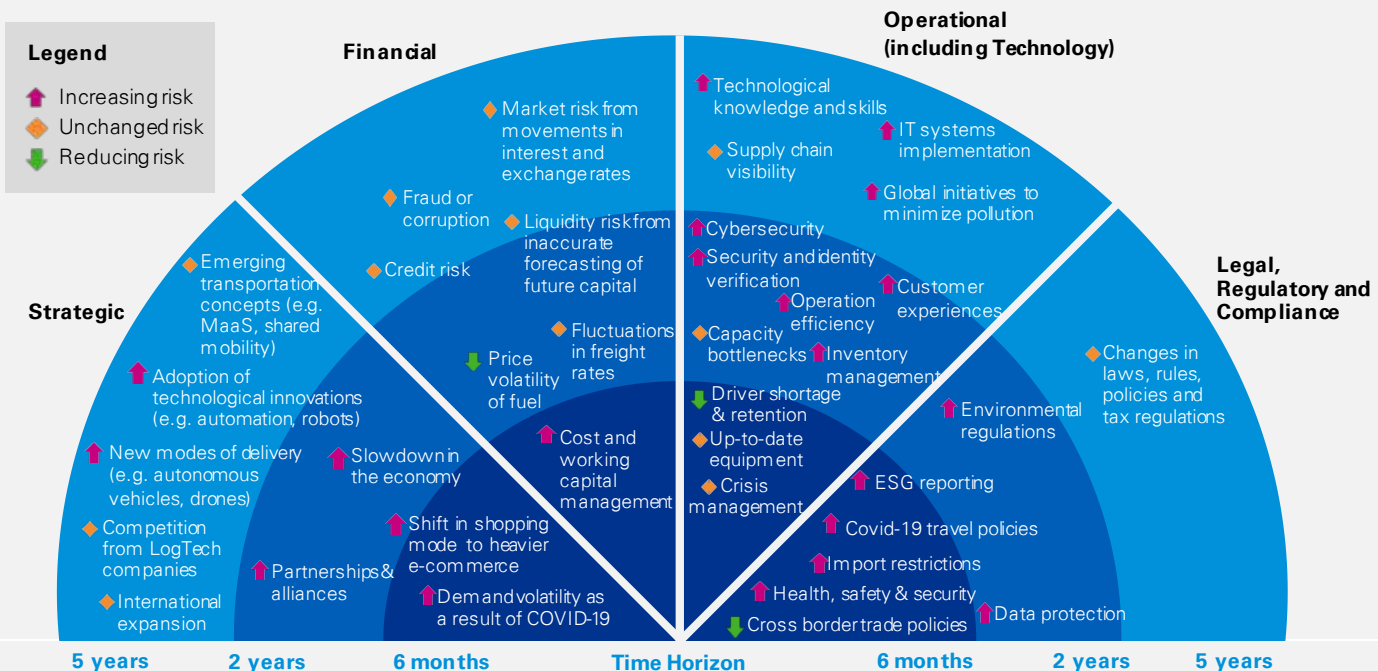 Legend
Increasing risk
Unchanged risk
Reducing risk
Financial
Operational
(including Technology)
Strategic
Legal,
Regulatory and
Compliance
Emerging
transportation
concepts (e.g.
MaaS, shared
mobility)
Adoption of
technological innovations
(e.g. automation, robots)
New modes of delivery
(e.g. autonomous
vehicles, drones)
Competition
from LogTech
companies
International
expansion
Slowdown in
the economy
Partnerships &
alliances
Shift in shopping
mode to heavier
e-commerce
Demand volatility as
a result of COVID-19
Market risk from
movements in
interest and
exchange rates
Fraud or
corruption
Credit risk
Liquidity risk from
inaccurate
forecasting of
future capital
Fluctuations
in freight
rates
Price
volatility
of fuel
Cost and
working
capital
management
Technological
knowledge and skills
IT systems
implementation
Supply chain
visibility
Global initiatives to
minimize pollution
Cybersecurity
Security and identity
verification
Customer
experiences
Operation
efficiency
Capacity
bottlenecks
Inventory
management
Driver shortage
& retention
Up-to-date
equipment
Crisis
management
Changes in
laws, rules,
policies and
tax regulations
Environmental
regulations
ESG reporting
Covid-19 travel policies
Import restrictions
Health, safety & security
Data protection
Cross border trade policies
5 years
2 years
6 months
Time Horizon
6 months
2 years
5 years